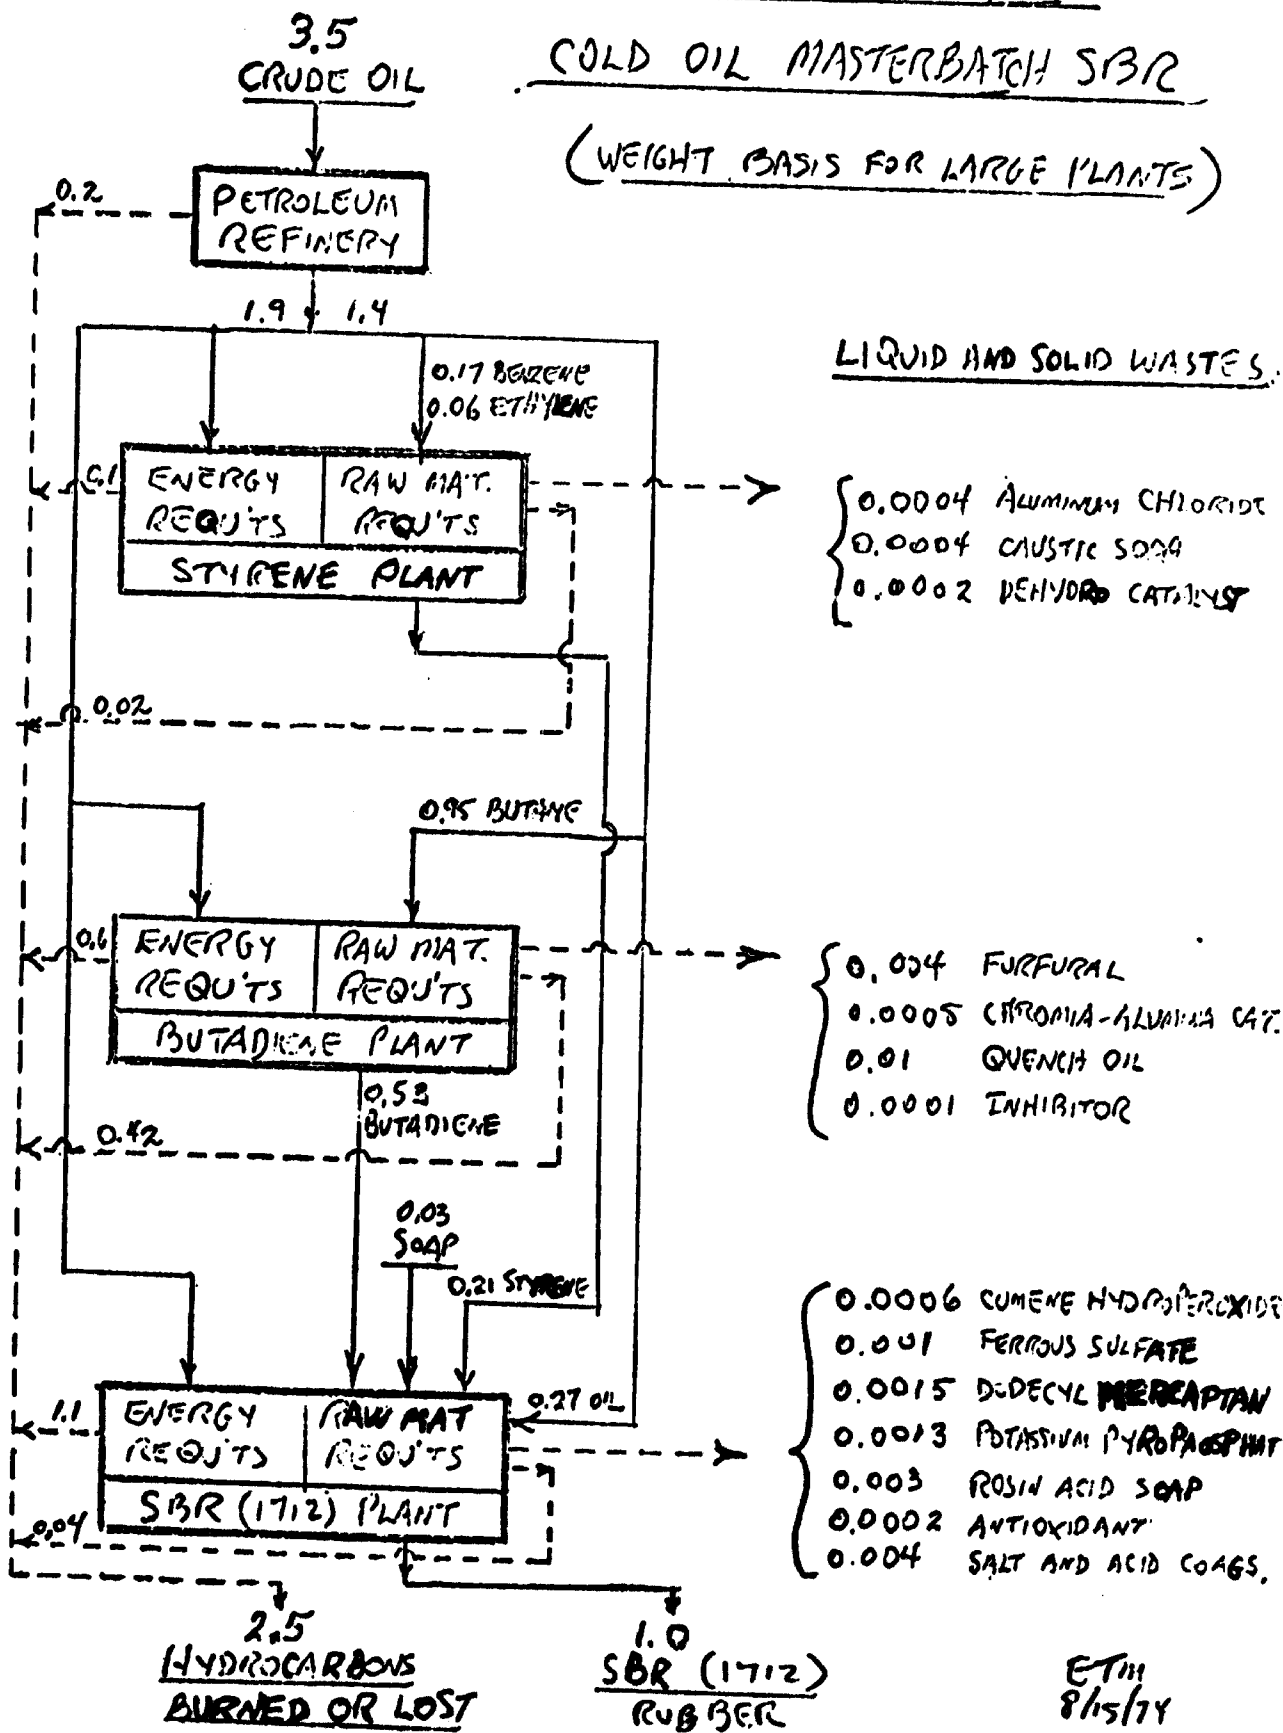 3.5
CRUDE OIL
COLD OIL MASTERBATCH SBR
(WEIGHT BASIS FOR LARGE PLANTS)
0.2
PETROLEUM
REFINERY
1.9
1.4
0.17 BENZENE
0.06 ETHYLENE
LIQUID AND SOLID WASTES.
0.1
ENERGY
REQU'TS
RAW MAT.
REQU'TS
STYRENE PLANT
0.0004 ALUMINUM CHLORIDE
0.0004 CAUSTIC SODA
0.0002 DEHYDRO CATALYST
0.02
0.95 BUTANE
0.6
ENERGY
REQU'TS
RAW MAT.
REQU'TS
BUTADIENE PLANT
0.004 FURFURAL
0.0005 CHROMIA-ALUMINA CAT.
0.01 QUENCH OIL
0.0001 INHIBITOR
0.53
BUTADIENE
0.42
0.03
SOAP
0.21 STYRENE
0.27 OIL
1.1
ENERGY
REQU'TS
RAW MAT
REQU'TS
SBR (1712) PLANT
0.04
0.0006 CUMENE HYDROPEROXIDE
0.001 FERROUS SULFATE
0.0015 DODECYL MERCAPTAN
0.0013 POTASSIUM PYROPHOSPHAT
0.003 ROSIN ACID SOAP
0.0002 ANTIOXIDANT
0.004 SALT AND ACID COAGS.
2.5
HYDROCARBONS
BURNED OR LOST
1.0
SBR (1712)
RUBBER
ETM
8/15/74